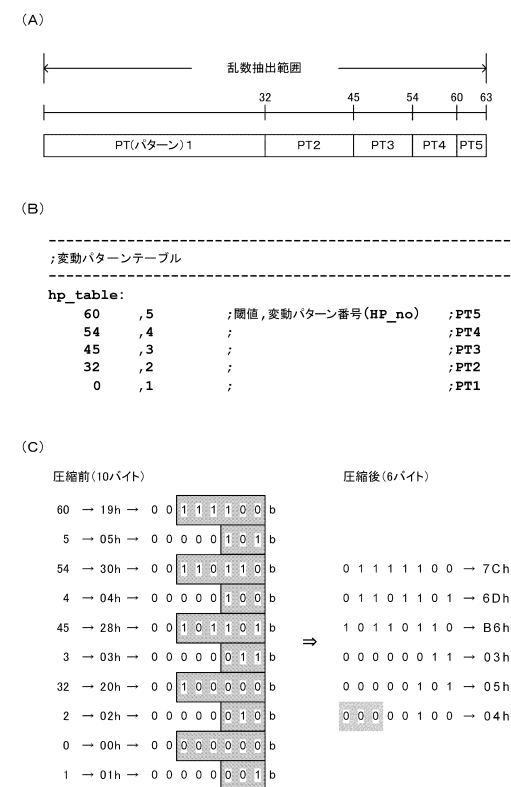 (A)
乱数抽出範囲
32 45 54 60 63
PT(パターン)1 PT2 PT3 PT4 PT5
(B)
;変動パターンテーブル
hp_table:
60 ,5 ;閾値,変動パターン番号(HP_no) ;PT5
54 ,4 ; ;PT4
45 ,3 ; ;PT3
32 ,2 ; ;PT2
0 ,1 ; ;PT1
(C)
圧縮前(10バイト) 圧縮後(6バイト)
60 → 19h → 0 0 1 1 1 1 0 0 b
5 → 05h → 0 0 0 0 0 1 0 1 b
54 → 30h → 0 0 1 1 0 1 1 0 b 0 1 1 1 1 1 0 0 → 7Ch
4 → 04h → 0 0 0 0 0 1 0 0 b 0 1 1 0 1 1 0 1 → 6Dh
45 → 28h → 0 0 1 0 1 1 0 1 b 1 0 1 1 0 1 1 0 → B6h
3 → 03h → 0 0 0 0 0 0 1 1 b ⇒ 0 0 0 0 0 0 1 1 → 03h
32 → 20h → 0 0 1 0 0 0 0 0 b 0 0 0 0 0 1 0 1 → 05h
2 → 02h → 0 0 0 0 0 0 1 0 b 0 0 0 0 0 1 0 0 → 04h
0 → 00h → 0 0 0 0 0 0 0 0 b
1 → 01h → 0 0 0 0 0 0 0 1 b